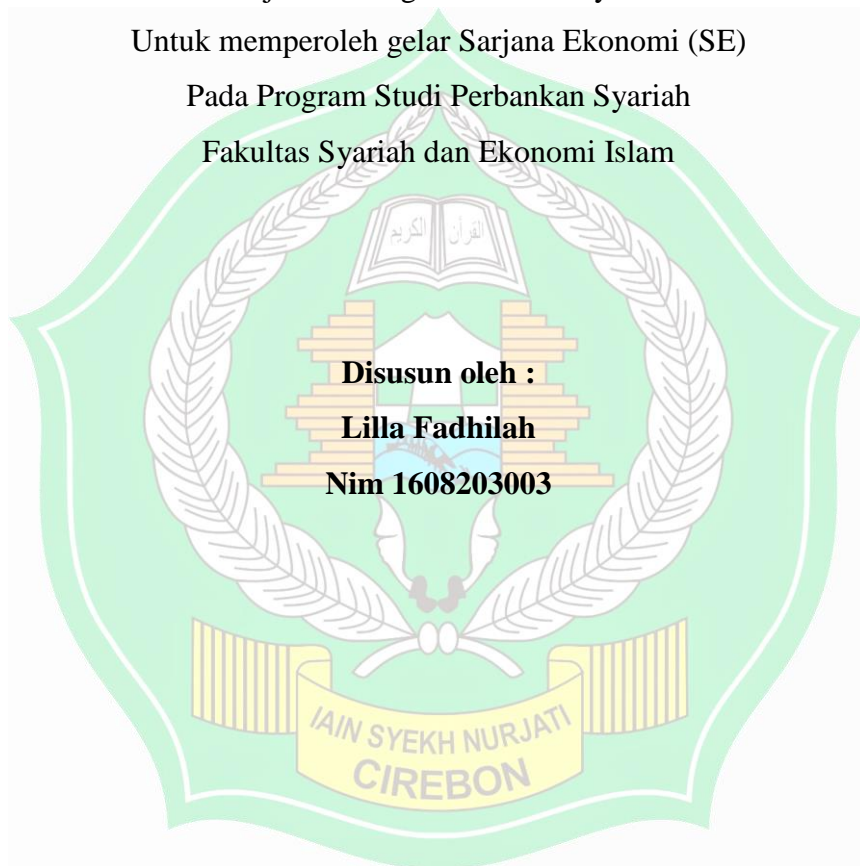 Untuk memperoleh gelar Sarjana Ekonomi (SE)
Pada Program Studi Perbankan Syariah
Fakultas Syariah dan Ekonomi Islam
القرآن الكريم
Disusun oleh :
Lilla Fadhilah
Nim 1608203003
IAIN SYEKH NURJATI
CIREBON